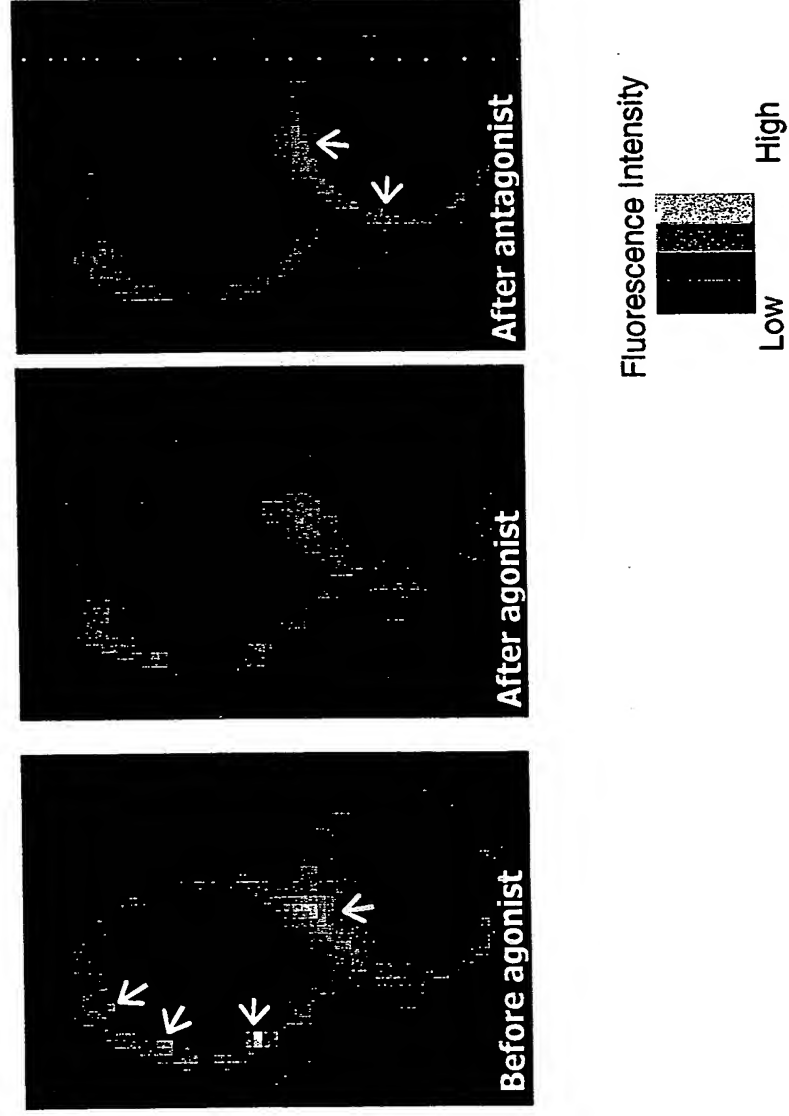 Before agonist
After agonist
After antagonist
Fluorescence Intensity
Low
High